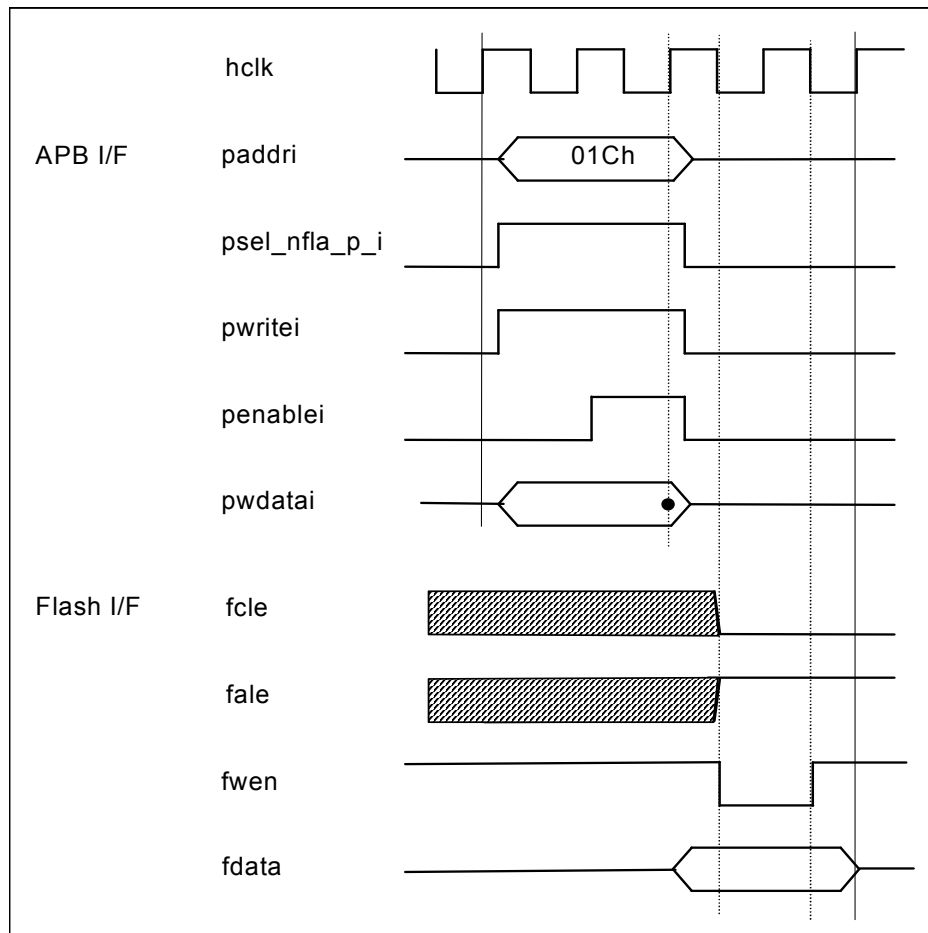 hclk
APB I/F paddri 01Ch
psel_nfla_p_i
pwritei
penablei
pwdatai
Flash I/F fcle
fale
fwen
fdata